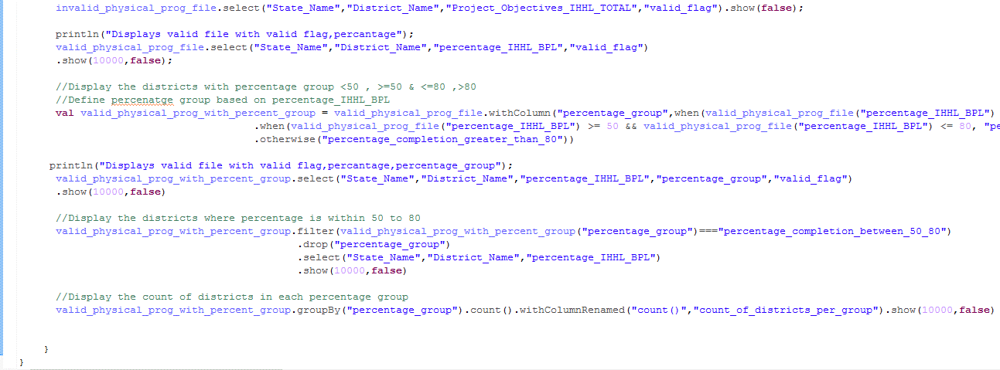 invalid_physical_prog_file.select("State_Name","District_Name","Project_Objectives_IHHL_TOTAL","valid_flag").show(false);
println("Displays valid file with valid flag,percantage");
valid_physical_prog_file.select("State_Name","District_Name","percentage_IHHL_BPL","valid_flag")
.show(10000,false);
//Display the districts with percentage group <50 , >=50 & <=80 ,>80
//Define percenatge group based on percentage_IHHL_BPL
val valid_physical_prog_with_percent_group = valid_physical_prog_file.withColumn("percentage_group",when(valid_physical_prog_file("percentage_IHHL_BPL")
.when(valid_physical_prog_file("percentage_IHHL_BPL") >= 50 && valid_physical_prog_file("percentage_IHHL_BPL") <= 80, "pe
.otherwise("percentage_completion_greater_than_80"))
println("Displays valid file with valid flag,percantage,percentage_group");
valid_physical_prog_with_percent_group.select("State_Name","District_Name","percentage_IHHL_BPL","percentage_group","valid_flag")
.show(10000,false)
//Display the districts where percentage is within 50 to 80
valid_physical_prog_with_percent_group.filter(valid_physical_prog_with_percent_group("percentage_group")==="percentage_completion_between_50_80")
.drop("percentage_group")
.select("State_Name","District_Name","percentage_IHHL_BPL")
.show(10000,false)
//Display the count of districts in each percentage group
valid_physical_prog_with_percent_group.groupBy("percentage_group").count().withColumnRenamed("count()","count_of_districts_per_group").show(10000,false)
}
}